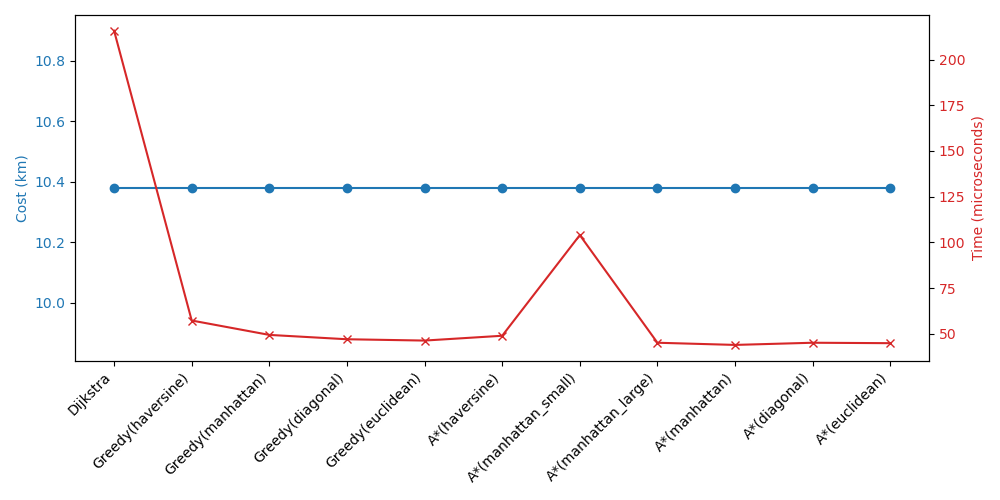 10.8
10.6
10.4
10.2
10.0
Cost (km)
200
175
150
125
100
75
50
Time (microseconds)
Dijkstra
Greedy(haversine)
Greedy(manhattan)
Greedy(diagonal)
Greedy(euclidean)
A*(haversine)
A*(manhattan_small)
A*(manhattan_large)
A*(manhattan)
A*(diagonal)
A*(euclidean)